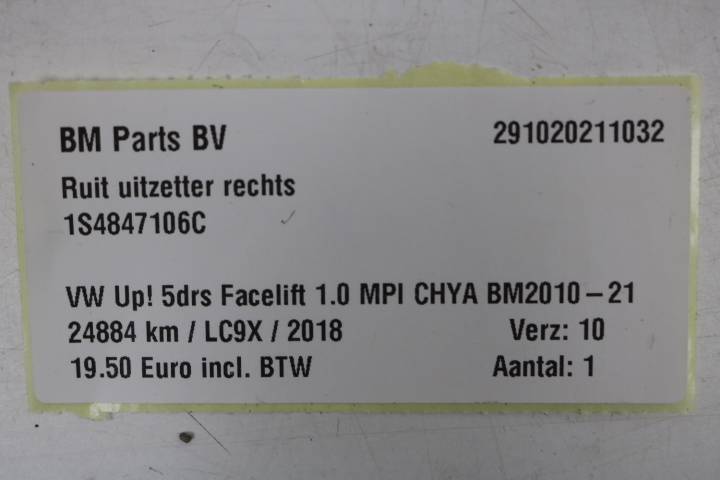 BM Parts BV 291020211032
Ruit uitzetter rechts
1S4847106C
VW Up! 5drs Facelift 1.0 MPI CHYA BM2010-21
24884 km / LC9X / 2018 Verz: 10
19.50 Euro incl. BTW Aantal: 1